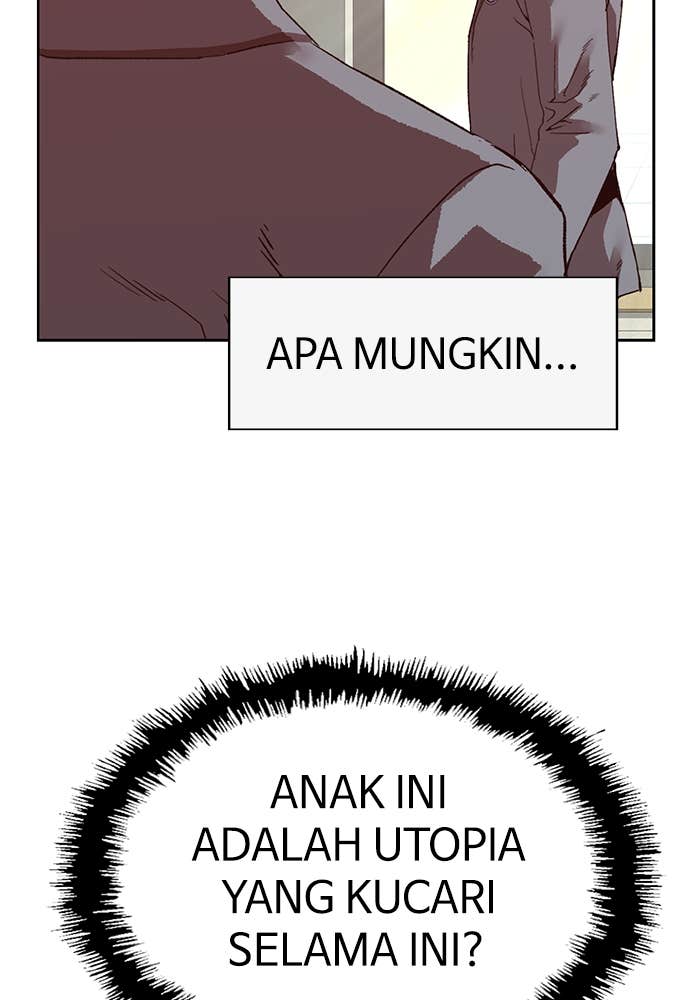 APA MUNGKIN...
ANAK INI
ADALAH UTOPIA
YANG KUCARI
SELAMA INI?